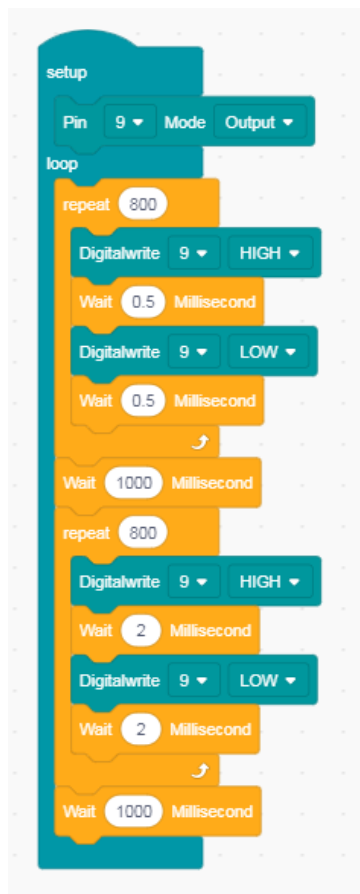 setup
Pin 9 Mode Output
loop
repeat 800
Digitalwrite 9 HIGH
Wait 0.5 Millisecond
Digitalwrite 9 LOW
Wait 0.5 Millisecond
Wait 1000 Millisecond
repeat 800
Digitalwrite 9 HIGH
Wait 2 Millisecond
Digitalwrite 9 LOW
Wait 2 Millisecond
Wait 1000 Millisecond